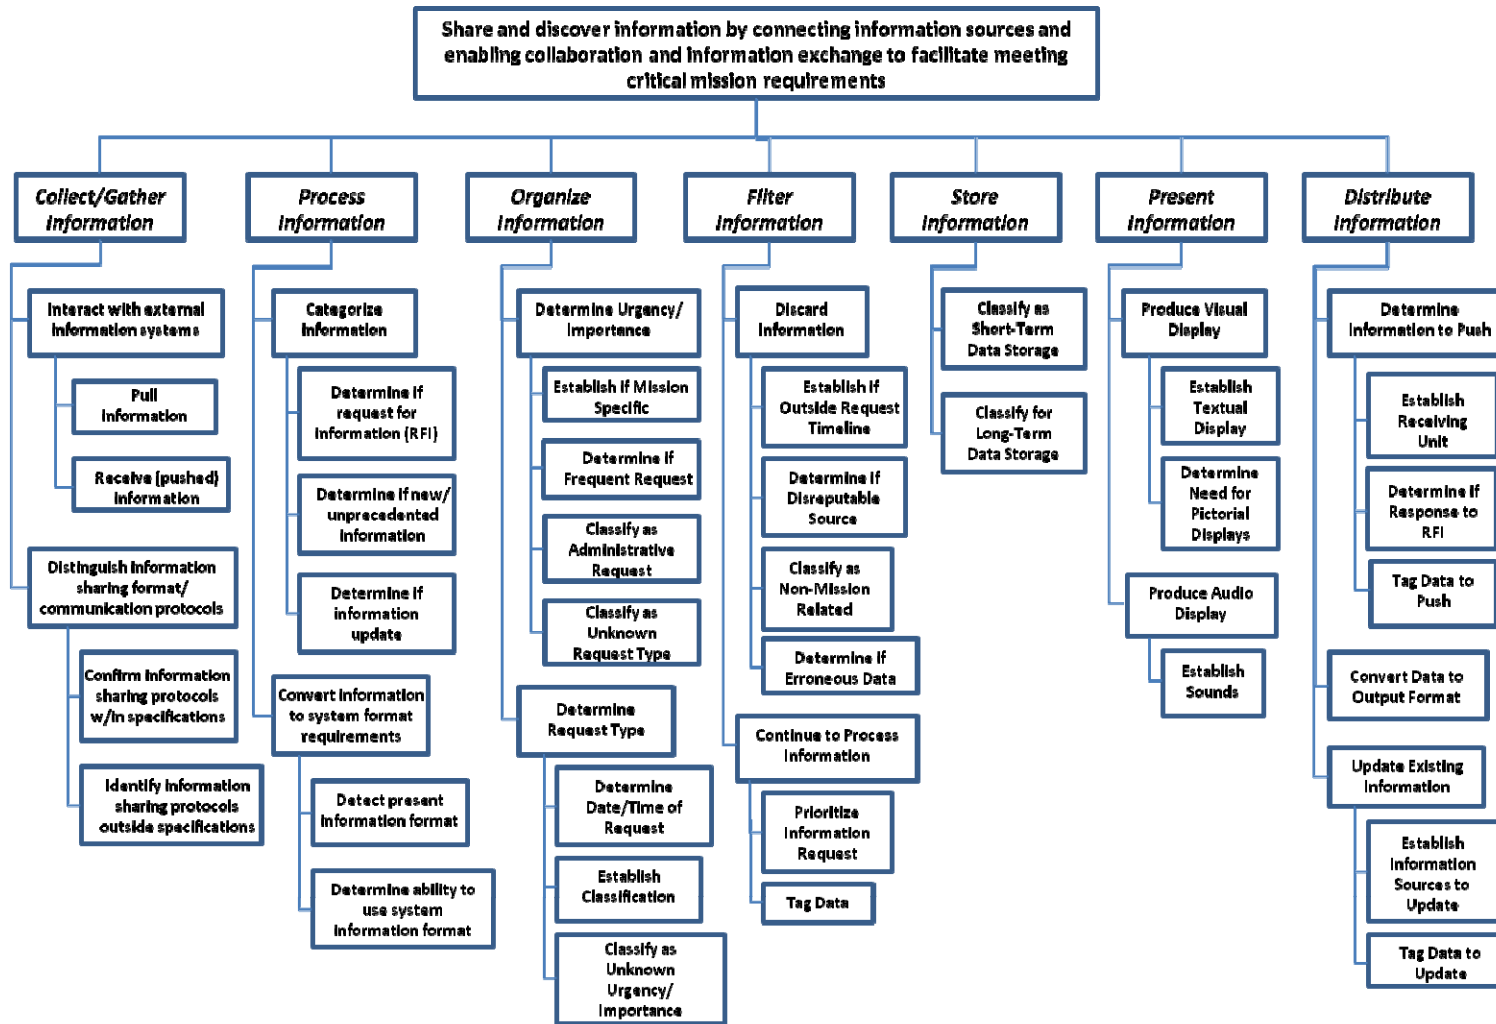 Share and discover information by connecting information sources and
enabling collaboration and information exchange to facilitate meeting
critical mission requirements
Collect/Gather
Information
Interact with external
information systems
Pull
Information
Receive (pushed)
Information
Distinguish information
sharing format/
communication protocols
Confirm information
sharing protocols
w/in specifications
Identify information
sharing protocols
outside specifications
Process
Information
Categorize
Information
Determine if
request for
information (RFI)
Determine if new/
unprecedented
information
Determine if
information
update
Convert information
to system format
requirements
Detect present
information format
Determine ability to
use system
information format
Organize
Information
Determine Urgency/
Importance
Establish if Mission
Specific
Determine if
Frequent Request
Classify as
Administrative
Request
Classify as
Unknown
Request Type
Determine
Request Type
Determine
Date/Time of
Request
Establish
Classification
Classify as
Unknown
Urgency/
Importance
Filter
Information
Discard
Information
Establish if
Outside Request
Timeline
Determine if
Disreputable
Source
Classify as
Non-Mission
Related
Determine if
Erroneous Data
Continue to Process
Information
Prioritize
Information
Request
Tag Data
Store
Information
Classify as
Short-Term
Data Storage
Classify for
Long-Term
Data Storage
Present
Information
Produce Visual
Display
Establish
Textual
Display
Determine
Need for
Pictorial
Displays
Produce Audio
Display
Establish
Sounds
Distribute
Information
Determine
Information to Push
Establish
Receiving
Unit
Determine if
Response to
RFI
Tag Data to
Push
Convert Data to
Output Format
Update Existing
Information
Establish
Information
Sources to
Update
Tag Data to
Update